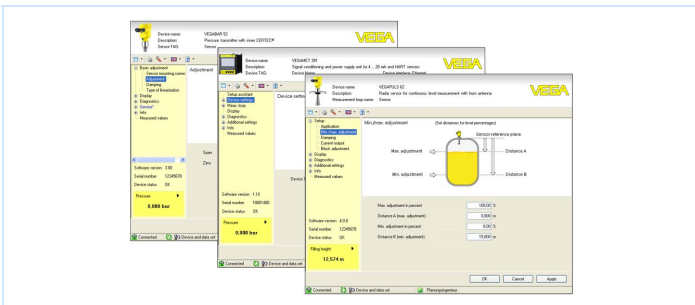 Device name VEGABAR 52
Description Pressure transmitter with inner CERTEC®
Sensor TAG Sensor
Basic adjustment
Sensor mounting correc
Adjustment
Damping
Type of linearization
Display
Diagnostics
Service
Info
Measured values
Adjustment
Span
Zero
Software version 3.80
Serial number 12345678
Device status OK
Pressure
0,000 bar
Connected
Device and data set
VEGA
Device name VEGAMET 391
Description Signal conditioning and power supply unit for 4 ... 20 mA and HART sensors
Device TAG Device Name Device interface: Ethernet
Setup assistant
Device settings
Meas. loop
Display
Diagnostics
Additional settings
Info
Measured values
Device settin
Device T
Software version 1.10
Serial number 10001400
Device status OK
Pressure
0,000 bar
Connected
Device and data set
VEGA
Device name VEGAPULS 62
Description Radar sensor for continuous level measurement with horn antenna
Measurement loop name Sensor
VEGA
Setup
Application
Min./max. adjustment
Damping
Current output
Block adjustment
Display
Diagnostics
Additional settings
Info
Measured values
Min./max. adjustment (Set distances for level percentages)
Sensor reference plane
Max. adjustment
Distance A
Min. adjustment
Distance B
Max. adjustment in percent 100,00 %
Distance A (max. adjustment) 0,000 m
Min. adjustment in percent 0,00 %
Distance B (min. adjustment) 15,000 m
Software version 4.0.0
Serial number 12345678
Device status OK
Filling height
12,574 m
OK Cancel Apply
Connected
Device and data set
Planungsingenieur